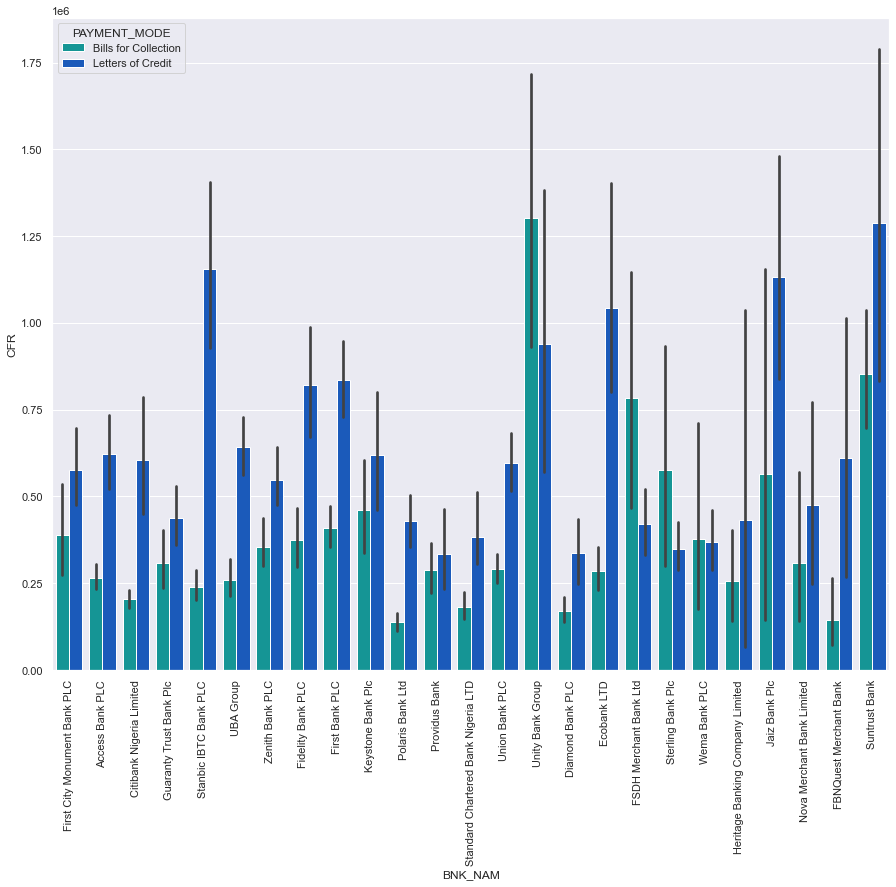 1e6
PAYMENT_MODE
Bills for Collection
Letters of Credit
1.75
1.50
1.25
1.00
0.75
0.50
0.25
0.00
CFR
First City Monument Bank PLC
Access Bank PLC
Citibank Nigeria Limited
Guaranty Trust Bank Plc
Stanbic IBTC Bank PLC
UBA Group
Zenith Bank PLC
Fidelity Bank PLC
First Bank PLC
Keystone Bank Plc
Polaris Bank Ltd
Providus Bank
Standard Chartered Bank Nigeria LTD
Union Bank PLC
Unity Bank Group
Diamond Bank PLC
Ecobank LTD
FSDH Merchant Bank Ltd
Sterling Bank Plc
Wema Bank PLC
Heritage Banking Company Limited
Jaiz Bank Plc
Nova Merchant Bank Limited
FBNQuest Merchant Bank
Suntrust Bank
BNK_NAM